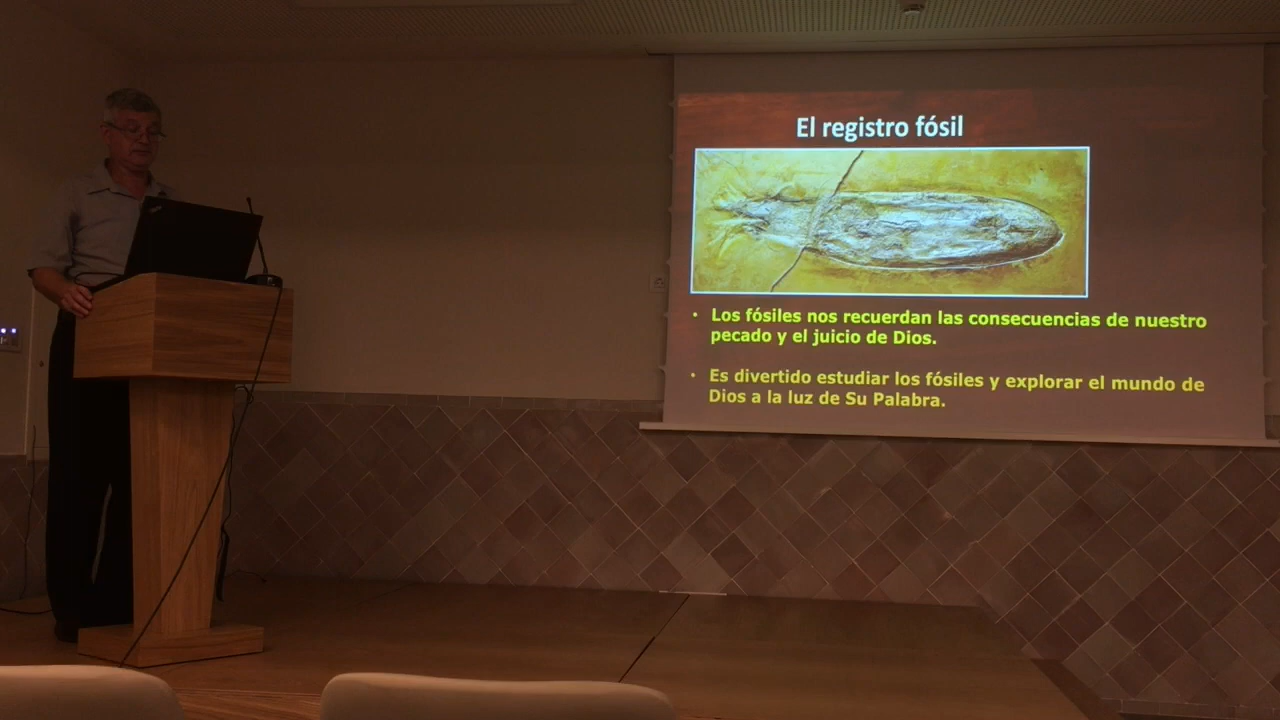 El registro fósil
• Los fósiles nos recuerdan las consecuencias de nuestro
pecado y el juicio de Dios.
• Es divertido estudiar los fósiles y explorar el mundo de
Dios a la luz de Su Palabra.